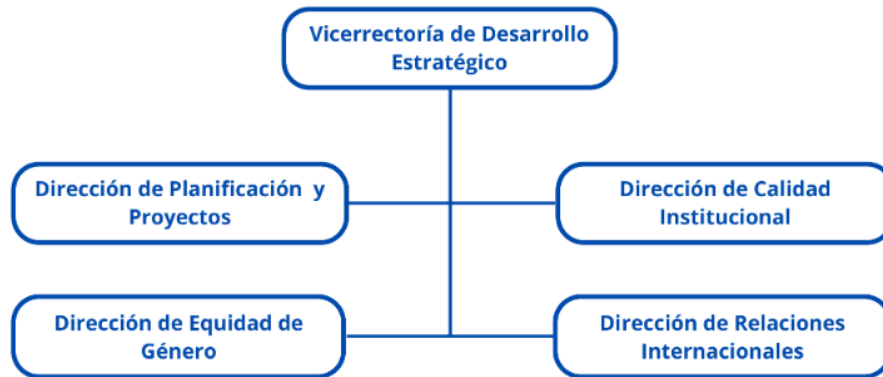 Vicerrectoría de Desarrollo
Estratégico
Dirección de Planificación y
Proyectos
Dirección de Calidad
Institucional
Dirección de Equidad de
Género
Dirección de Relaciones
Internacionales